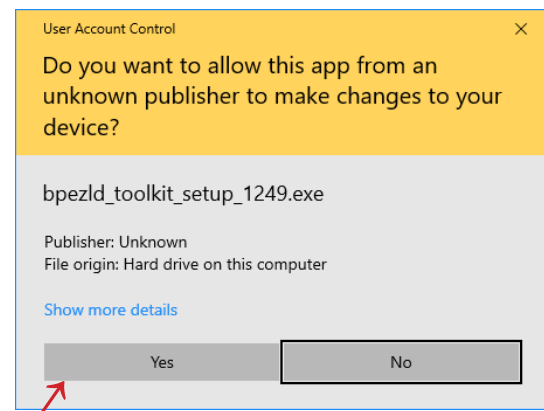 User Account Control
Do you want to allow this app from an
unknown publisher to make changes to your
device?
bpezld_toolkit_setup_1249.exe
Publisher: Unknown
File origin: Hard drive on this computer
Show more details
Yes
No